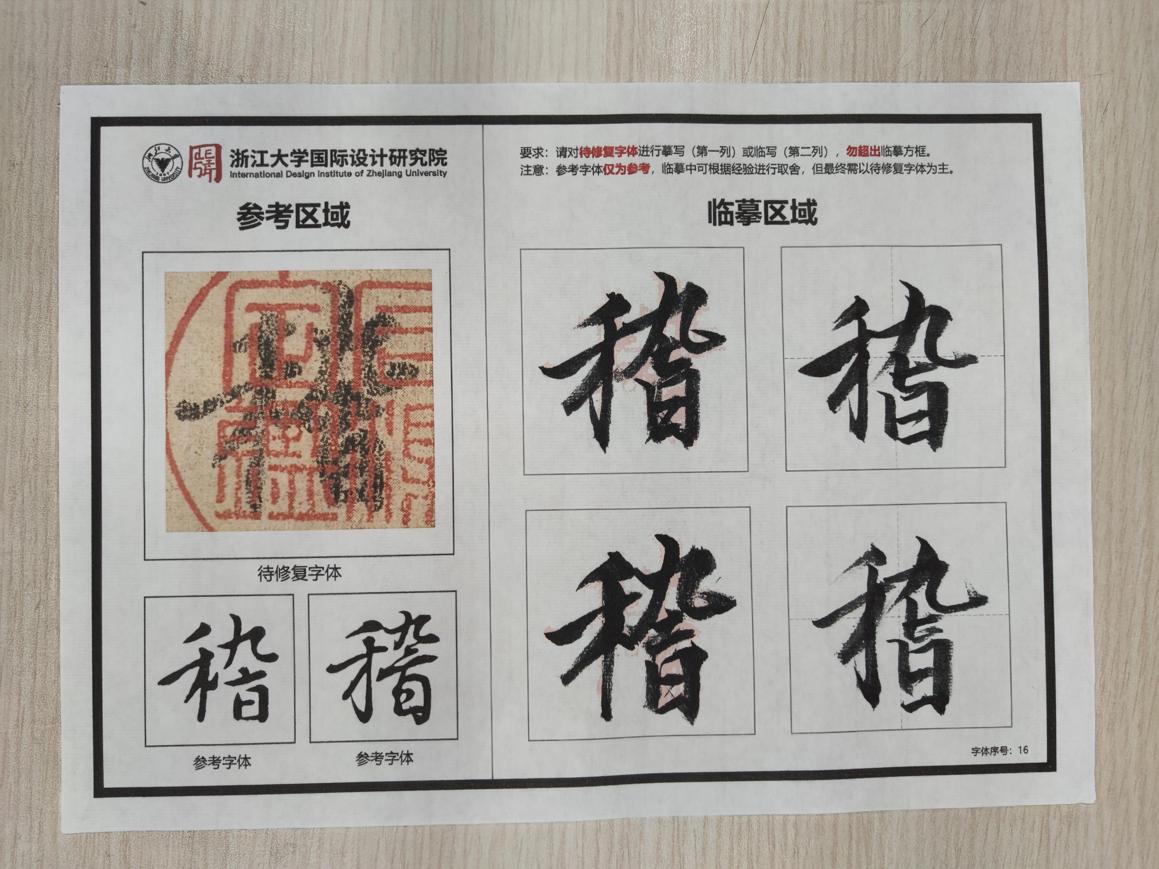 浙江大学国际设计研究院
International Design Institute of Zhejiang University
参考区域
待修复字体
参考字体
参考字体
要求：请对待修复字体进行摹写（第一列）或临写（第二列），勿超出临摹方框。
注意：参考字体仅为参考，临摹中可根据经验进行取舍，但最终需以待修复字体为主。
临摹区域
稽 稽
稽 稽
字体序号：16